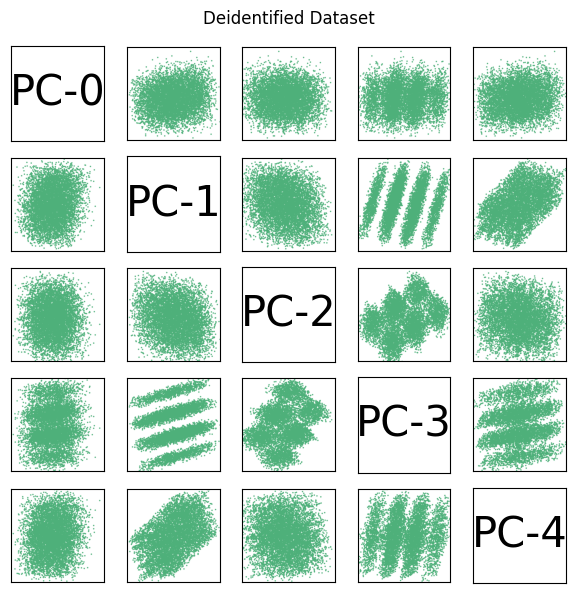 Deidentified Dataset
PC-0
PC-1
PC-2
PC-3
PC-4